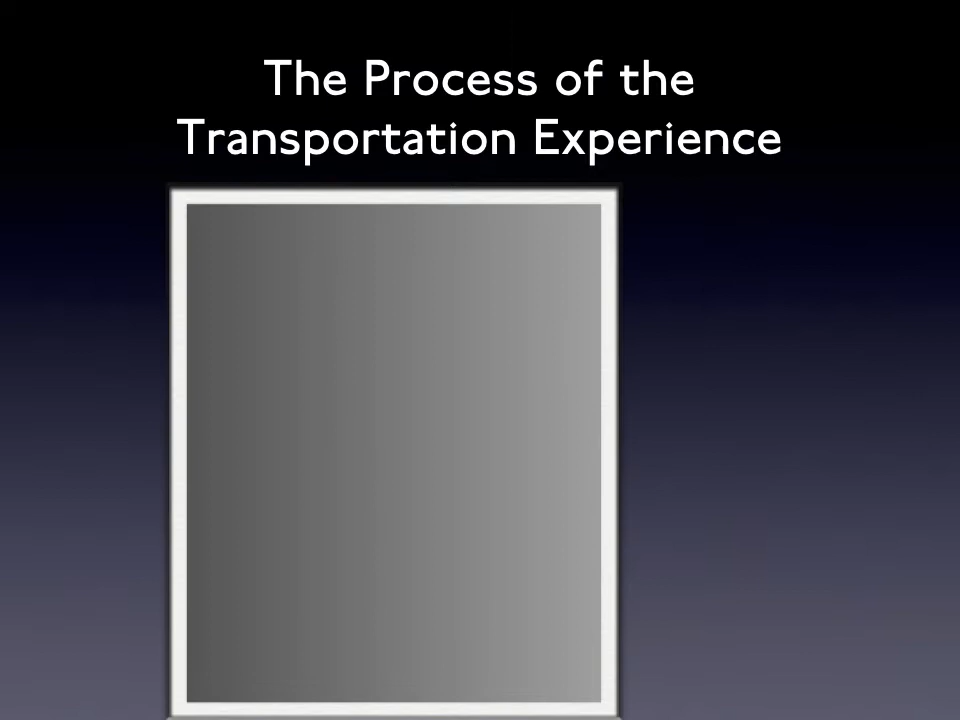 The Process of the
Transportation Experience